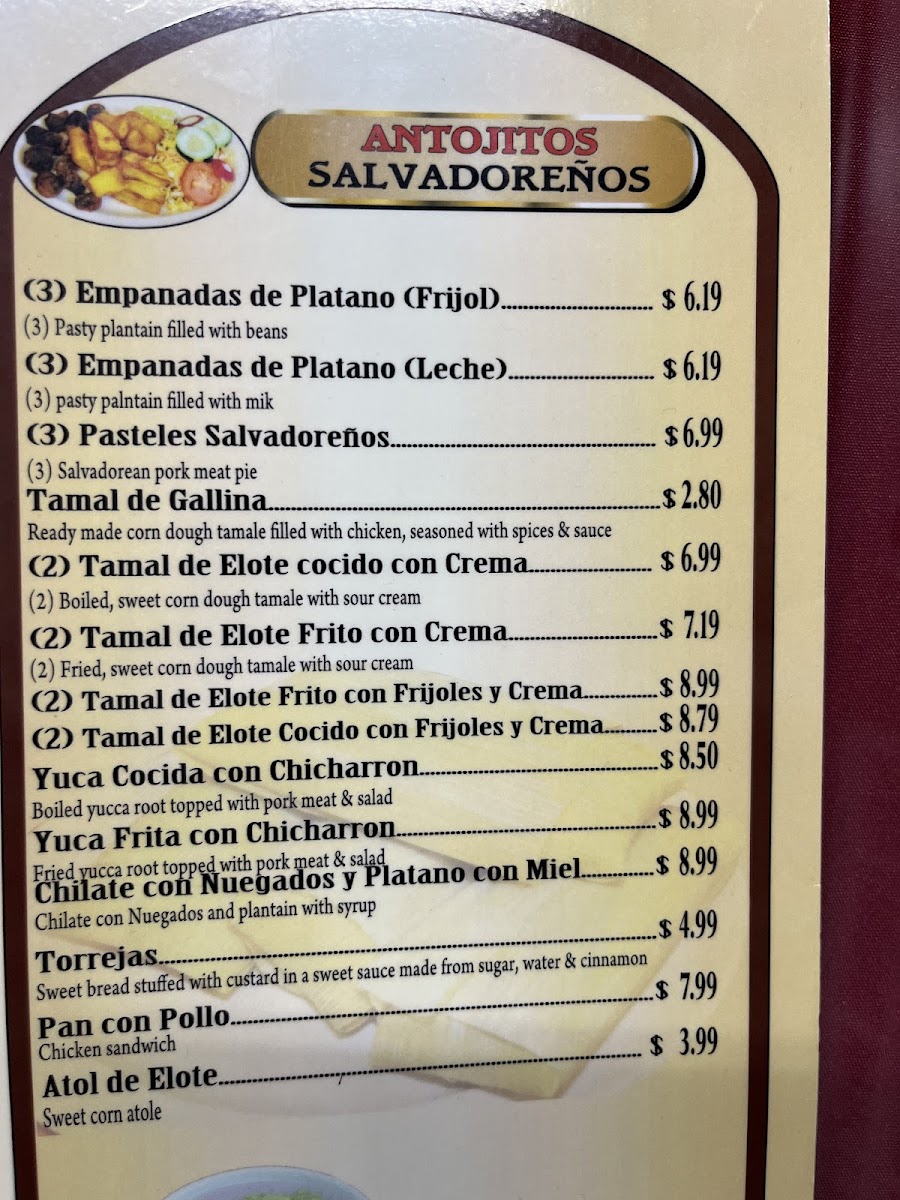 ANTOJITOS
SALVADOREÑOS
(3) Empanadas de Platano (Frijol)........................ $ 6.19
(3) Pasty plantain filled with beans
(3) Empanadas de Platano (Leche)........................ $ 6.19
(3) pasty palntain filled with mik
(3) Pasteles Salvadoreños........................ $ 6.99
(3) Salvadorean pork meat pie
Tamal de Gallina........................ $ 2.80
Ready made corn dough tamale filled with chicken, seasoned with spices & sauce
(2) Tamal de Elote cocido con Crema........................ $ 6.99
(2) Boiled, sweet corn dough tamale with sour cream
(2) Tamal de Elote Frito con Crema........................ $ 7.19
(2) Fried, sweet corn dough tamale with sour cream
(2) Tamal de Elote Frito con Frijoles y Crema............ $ 8.99
(2) Tamal de Elote Cocido con Frijoles y Crema......... $ 8.79
Yuca Cocida con Chicharron........................ $ 8.50
Boiled yucca root topped with pork meat & salad
Yuca Frita con Chicharron........................ $ 8.99
Fried yucca root topped with pork meat & salad
Chilate con Nuegados y Platano con Miel............ $ 8.99
Chilate con Nuegados and plantain with syrup
Torrejas........................ $ 4.99
Sweet bread stuffed with custard in a sweet sauce made from sugar, water & cinnamon
Pan con Pollo........................ $ 7.99
Chicken sandwich
Atol de Elote........................ $ 3.99
Sweet corn atole